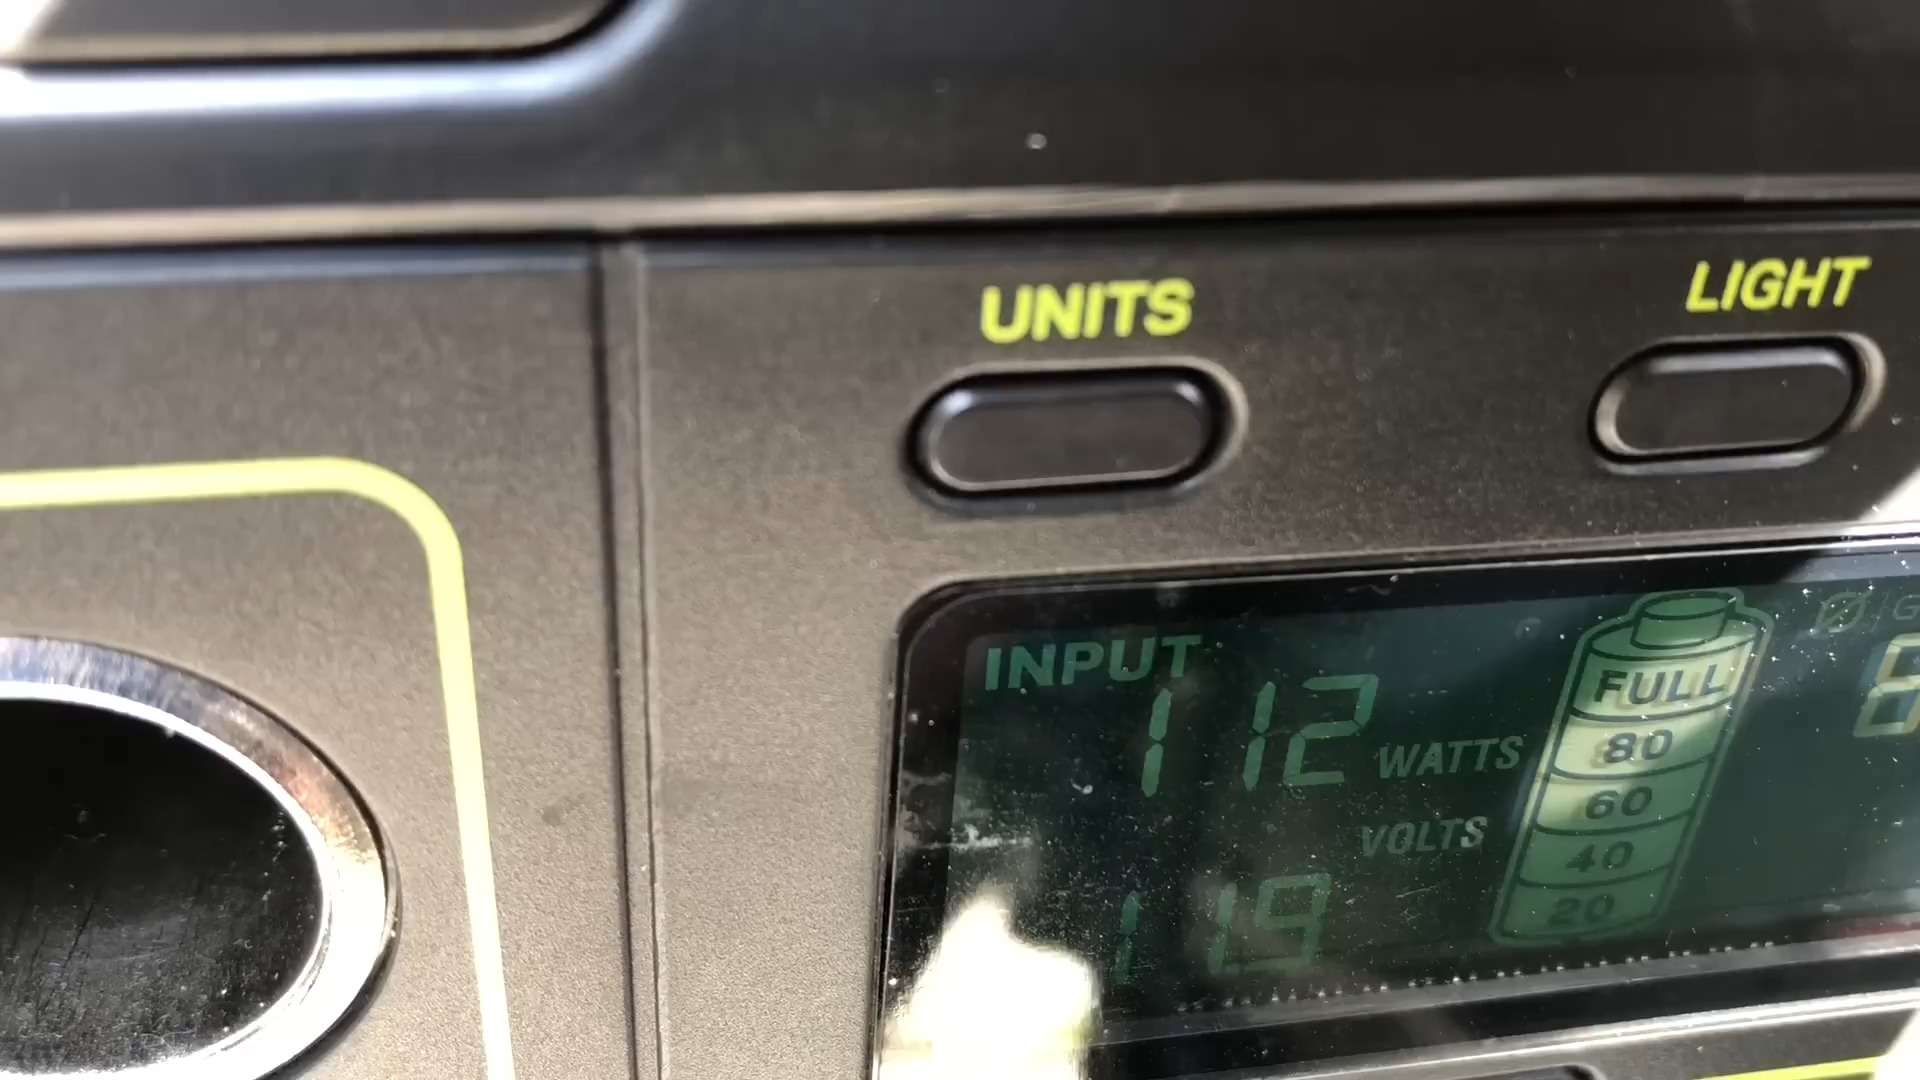 UNITS
LIGHT
INPUT
112 WATTS
VOLTS
119
FULL
80
60
40
20